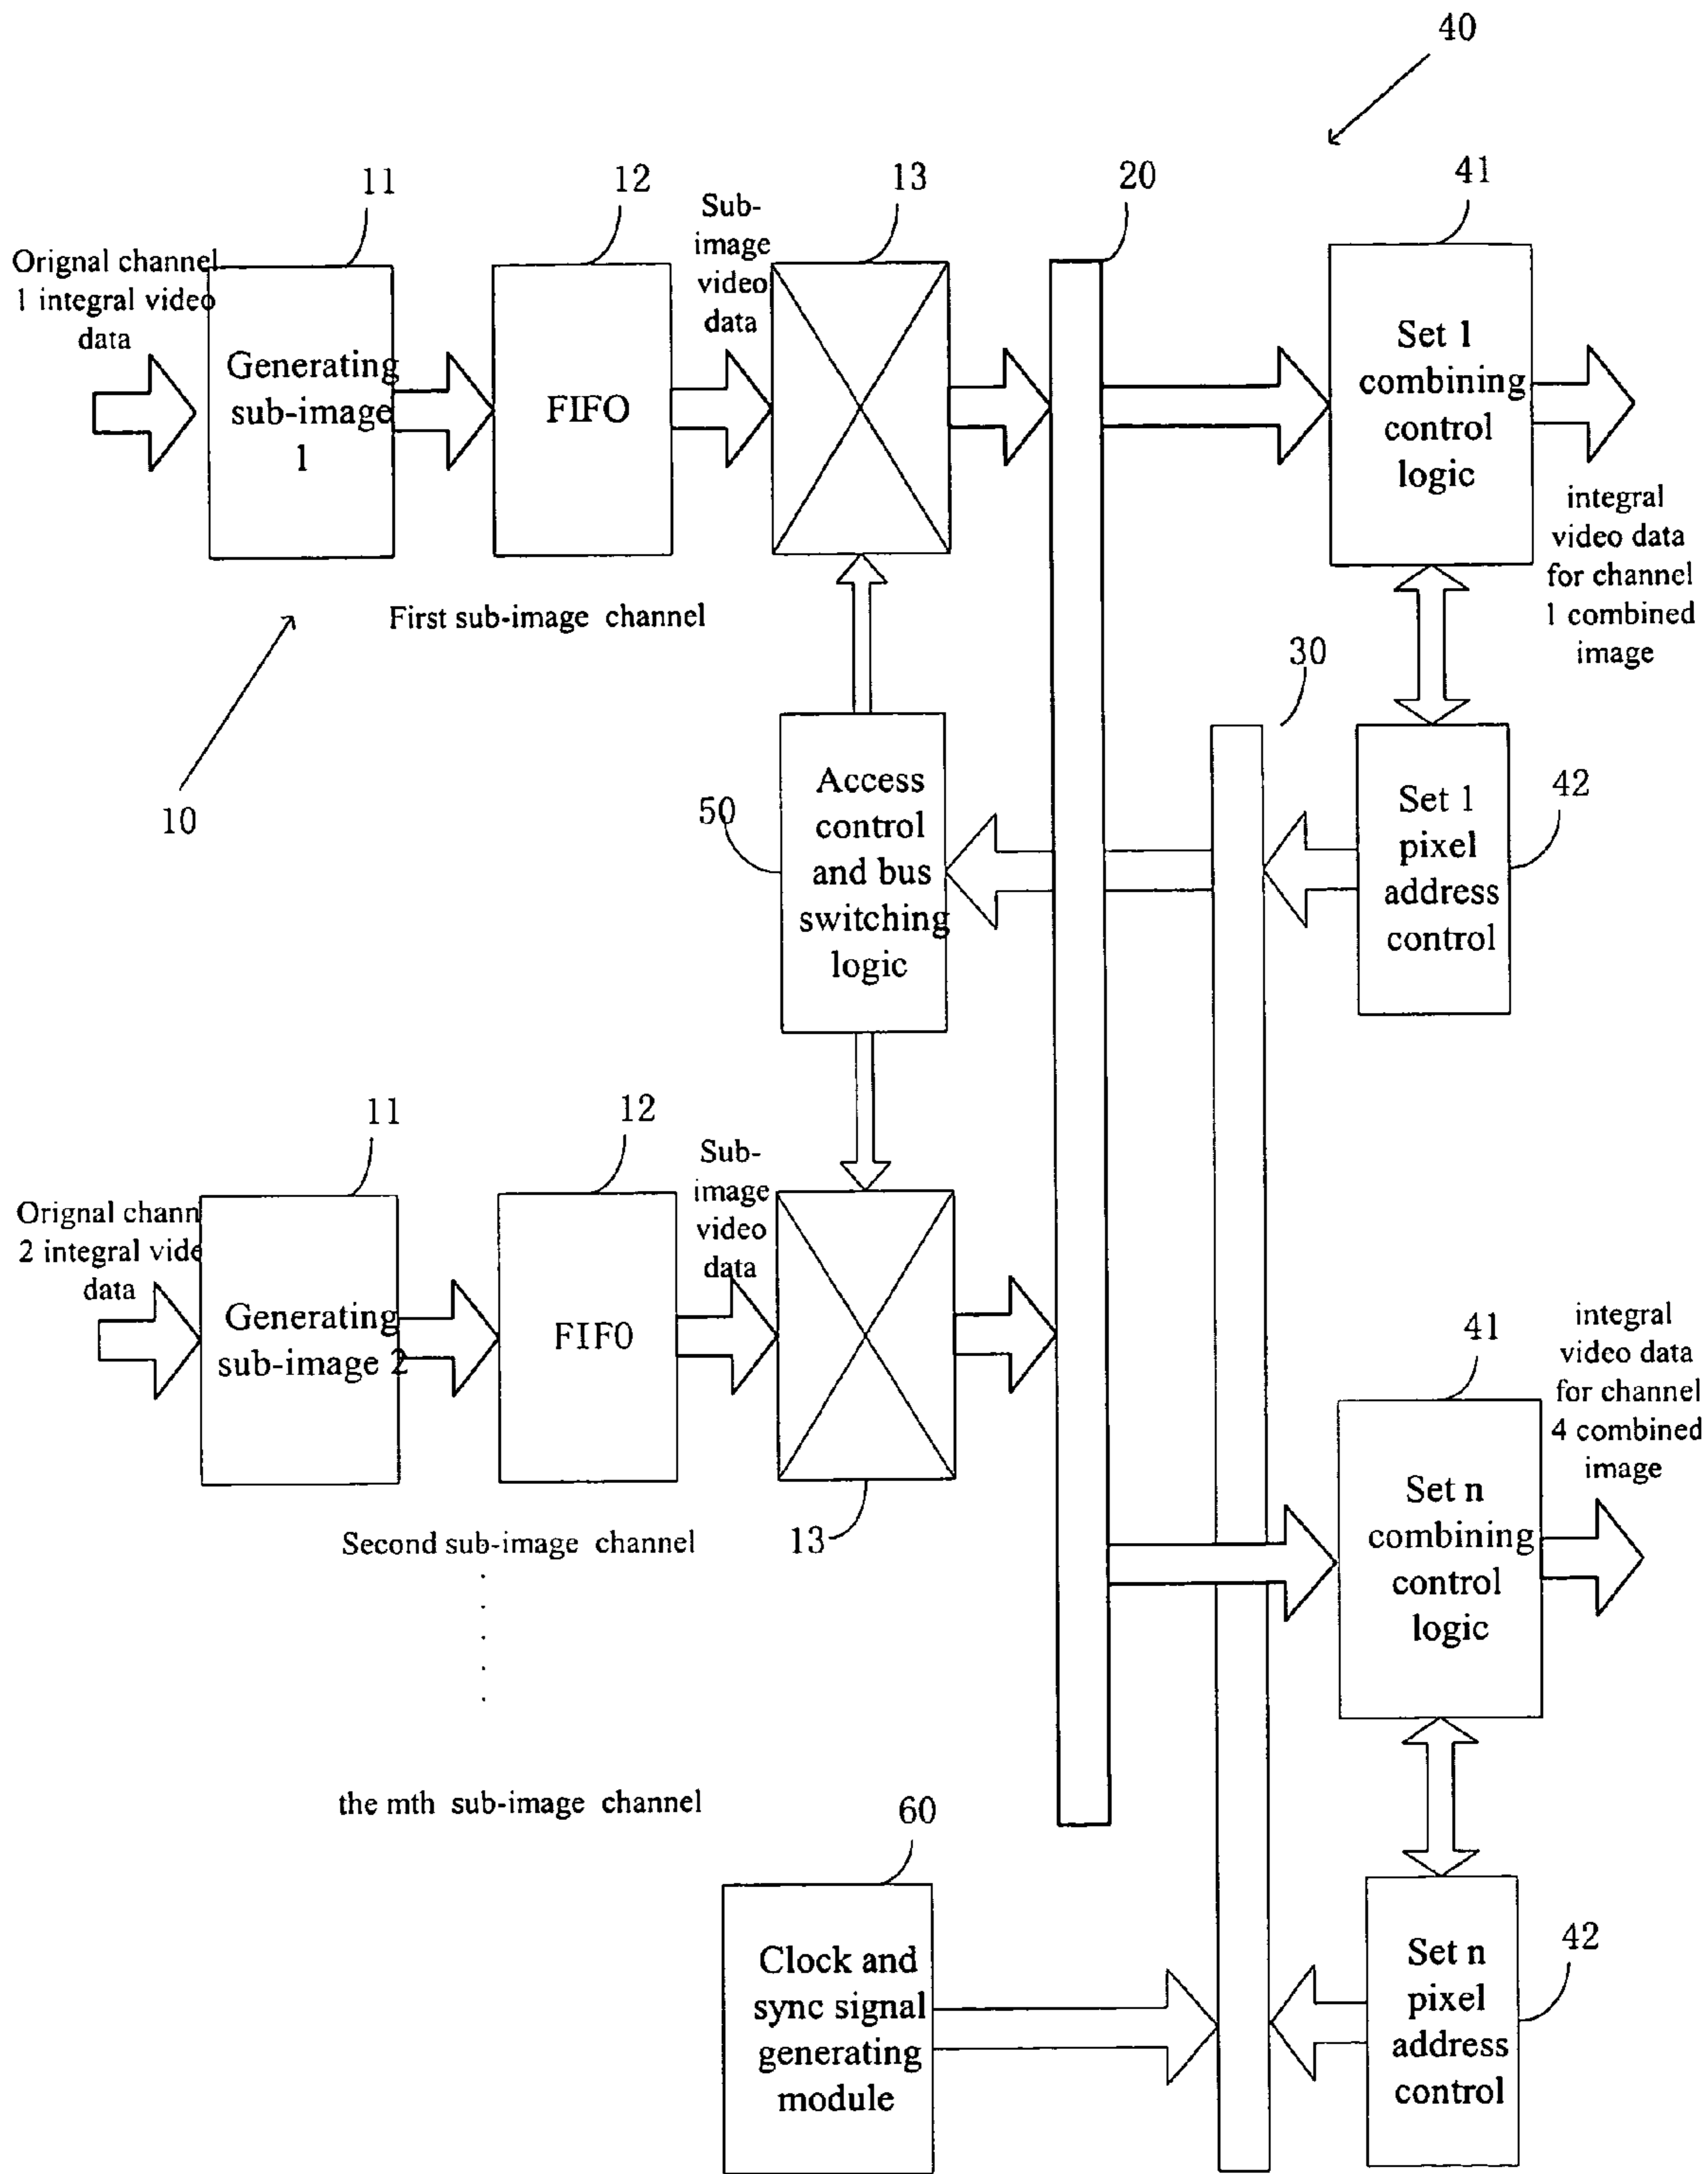 40
11
12
13
20
41
Sub-
image
video
data
Orignal channel
1 integral video
data
Generating
sub-image
1
FIFO
Set 1
combining
control
logic
integral
video data
for channel
1 combined
image
First sub-image channel
10
30
50
Access
control
and bus
switching
logic
Set 1
pixel
address
control
42
11
12
Sub-
image
video
data
Orignal chann
2 integral vide
data
Generating
sub-image 2
FIFO
13
41
integral
video data
for channel
4 combined
image
Set n
combining
control
logic
Second sub-image channel
.
.
.
.
.
the mth sub-image channel
60
Clock and
sync signal
generating
module
Set n
pixel
address
control
42